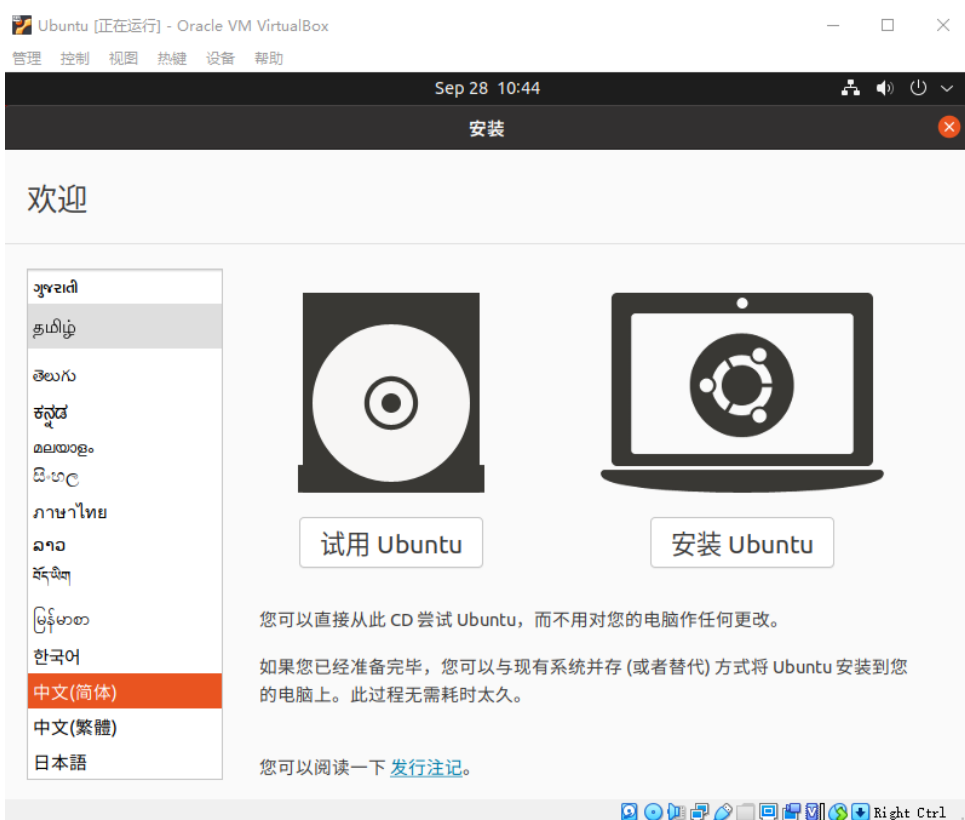 Ubuntu [正在运行] - Oracle VM VirtualBox
管理 控制 视图 热键 设备 帮助
Sep 28 10:44
安装
欢迎
ગુજરાતી
தமிழ்
తెలుగు
ಕನ್ನಡ
മലയാളം
සිංහල
ภาษาไทย
ລາວ
བོད་ཡིག
မြန်မာစာ
한국어
中文(简体)
中文(繁體)
日本語
试用 Ubuntu
安装 Ubuntu
您可以直接从此 CD 尝试 Ubuntu，而不用对您的电脑作任何更改。
如果您已经准备完毕，您可以与现有系统并存 (或者替代) 方式将 Ubuntu 安装到您
的电脑上。此过程无需耗时太久。
您可以阅读一下 发行注记。
Right Ctrl